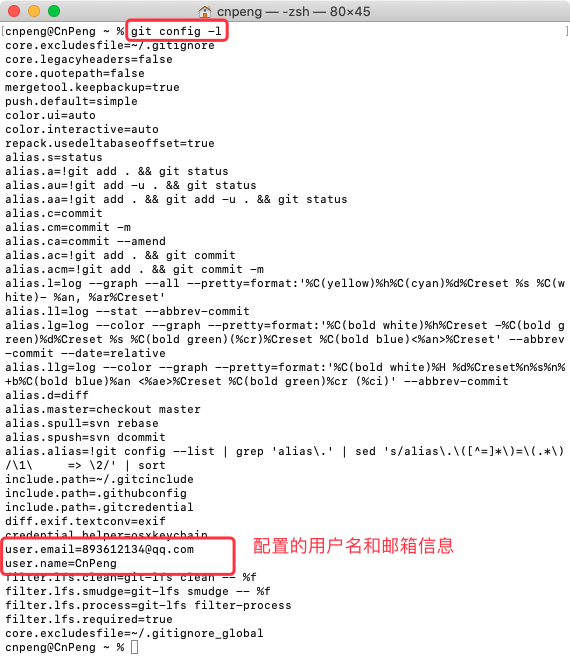 cnpeng — -zsh — 80×45
cnpeng@CnPeng ~ % git config -l
core.excludesfile=~/.gitignore
core.legacyheaders=false
core.quotepath=false
mergetool.keepbackup=true
push.default=simple
color.ui=auto
color.interactive=auto
repack.usedeltabaseoffset=true
alias.s=status
alias.a=!git add . && git status
alias.au=!git add -u . && git status
alias.aa=!git add . && git add -u . && git status
alias.c=commit
alias.cm=commit -m
alias.ca=commit --amend
alias.ac=!git add . && git commit
alias.acm=!git add . && git commit -m
alias.l=log --graph --all --pretty=format:'%C(yellow)%h%C(cyan)%d%Creset %s %C(w
hite)- %an, %ar%Creset'
alias.ll=log --stat --abbrev-commit
alias.lg=log --color --graph --pretty=format:'%C(bold white)%h%Creset -%C(bold g
reen)%d%Creset %s %C(bold green)(%cr)%Creset %C(bold blue)<%an>%Creset' --abbrev
-commit --date=relative
alias.llg=log --color --graph --pretty=format:'%C(bold white)%H %d%Creset%n%s%n%
+b%C(bold blue)%an <%ae>%Creset %C(bold green)%cr (%ci)' --abbrev-commit
alias.d=diff
alias.master=checkout master
alias.spull=svn rebase
alias.spush=svn dcommit
alias.alias=!git config --list | grep 'alias\.' | sed 's/alias\.\([^=]*\)=\(.*\)
/\1\     => \2/' | sort
include.path=~/.gitcinclude
include.path=.githubconfig
include.path=.gitcredential
diff.exif.textconv=exif
credential.helper=osxkeychain
user.email=893612134@qq.com
user.name=CnPeng
配置的用户名和邮箱信息
filter.lfs.clean=git-lfs clean -- %f
filter.lfs.smudge=git-lfs smudge -- %f
filter.lfs.process=git-lfs filter-process
filter.lfs.required=true
core.excludesfile=~/.gitignore_global
cnpeng@CnPeng ~ %